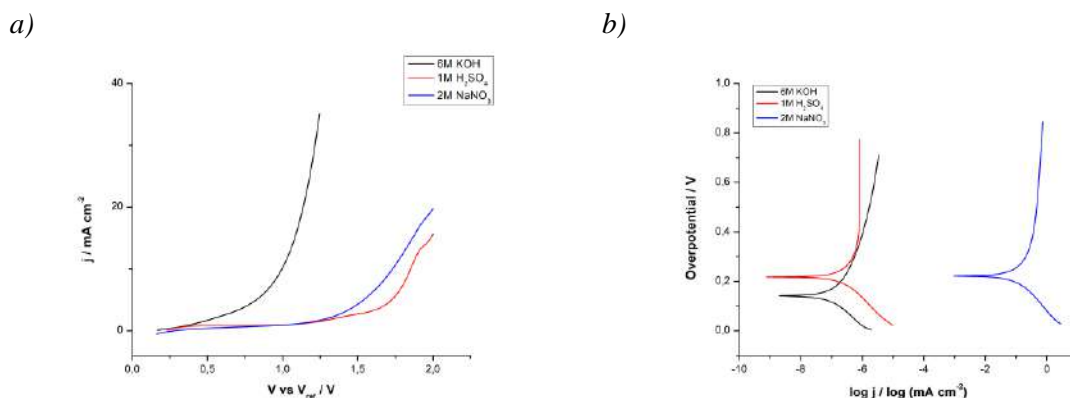 a)
b)
6M KOH
1M H₂SO₄
2M NaNO₃
40
20
0
j / mA cm⁻²
0,0 0,5 1,0 1,5 2,0
V vs V_ref / V
6M KOH
1M H₂SO₄
2M NaNO₃
1,0
0,8
0,6
0,4
0,2
0,0
Overpotential / V
-10 -8 -6 -4 -2 0
log j / log (mA cm⁻²)